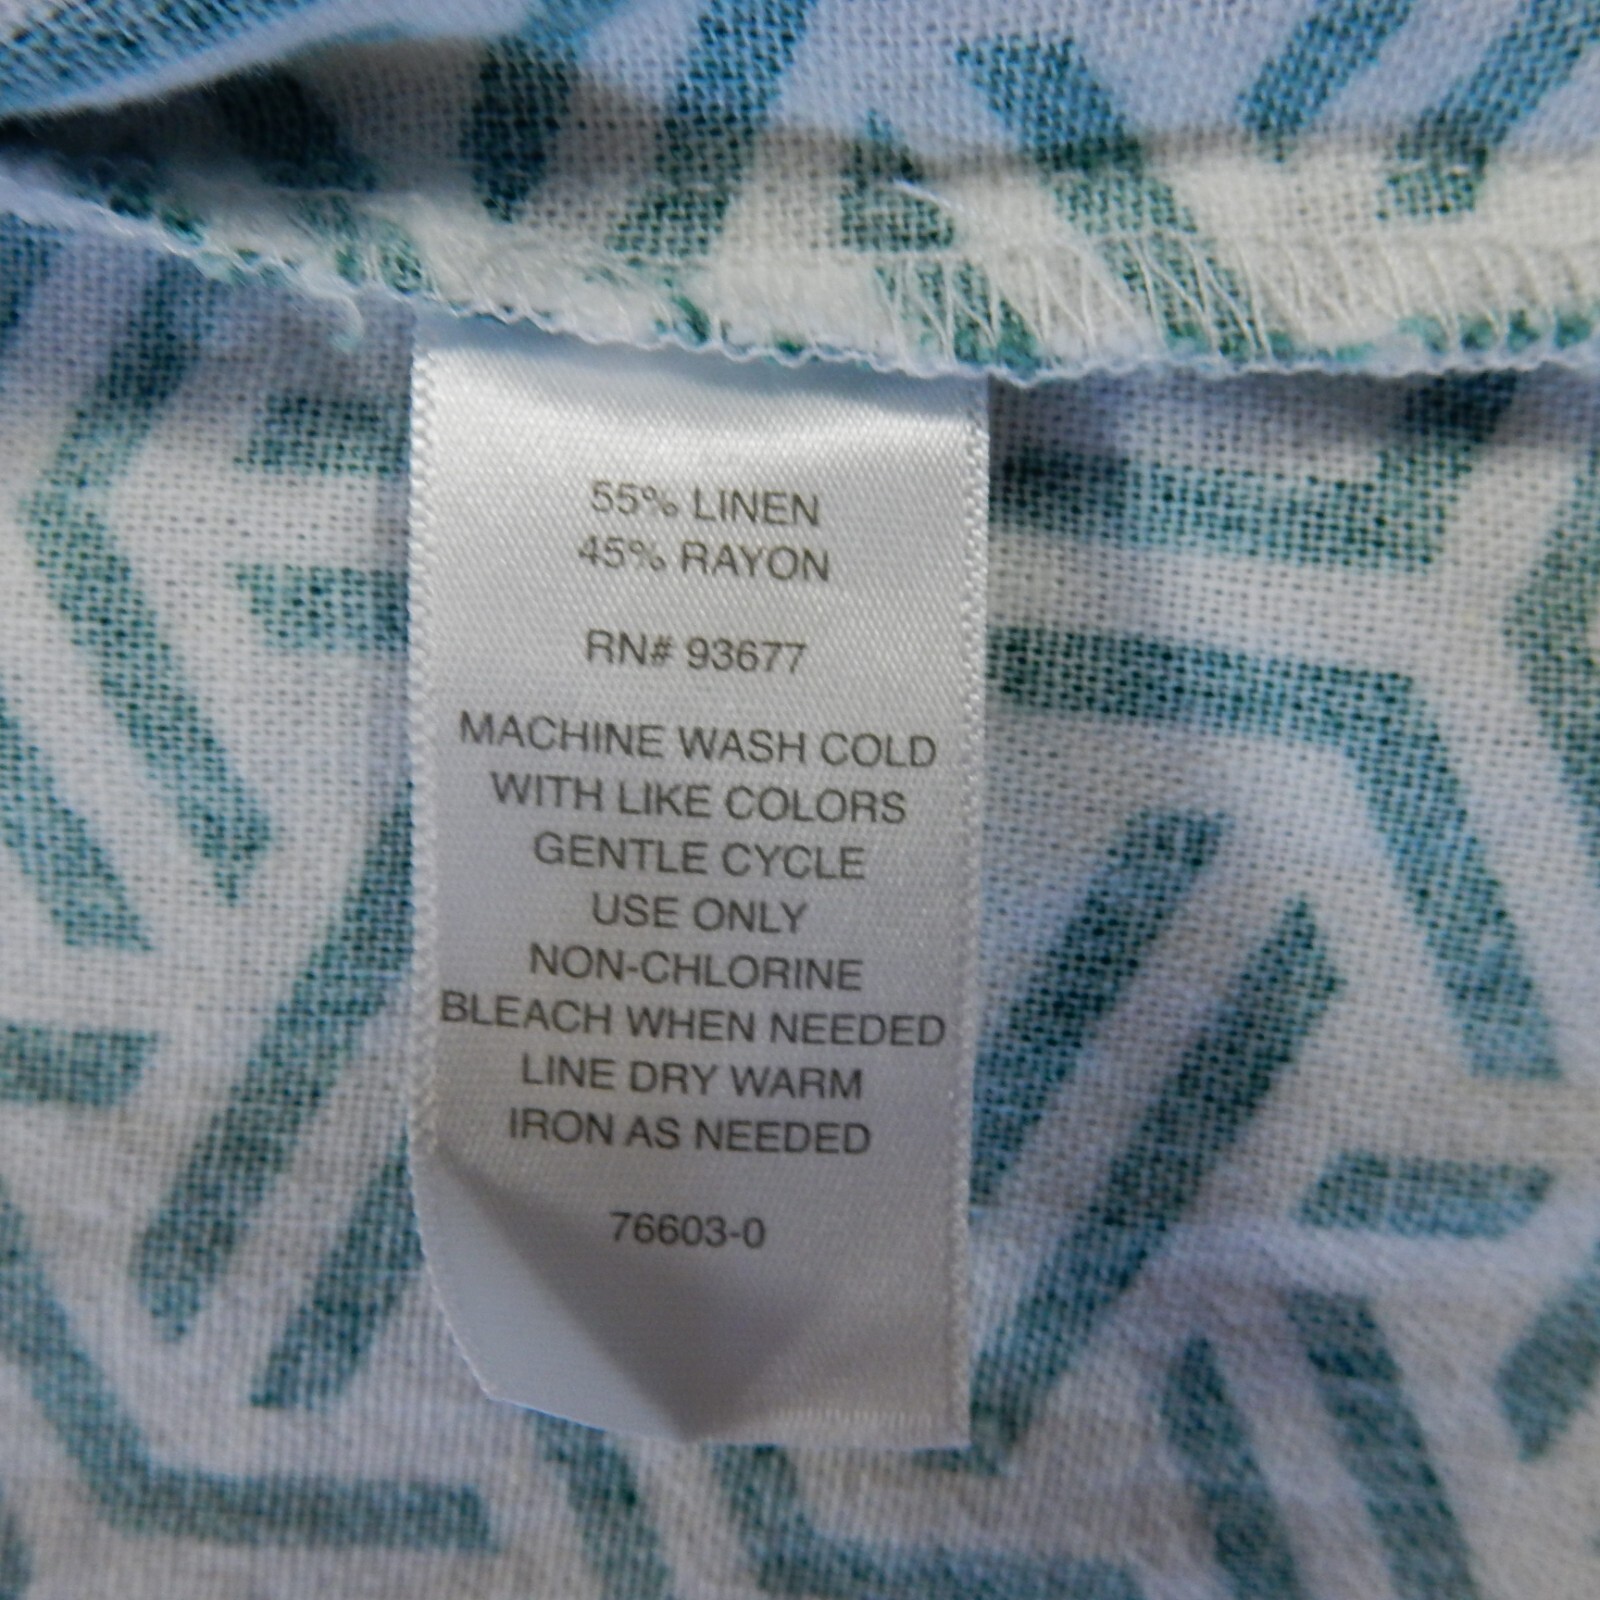 55% LINEN
45% RAYON
RN# 93677
MACHINE WASH COLD
WITH LIKE COLORS
GENTLE CYCLE
USE ONLY
NON-CHLORINE
BLEACH WHEN NEEDED
LINE DRY WARM
IRON AS NEEDED
76603-0